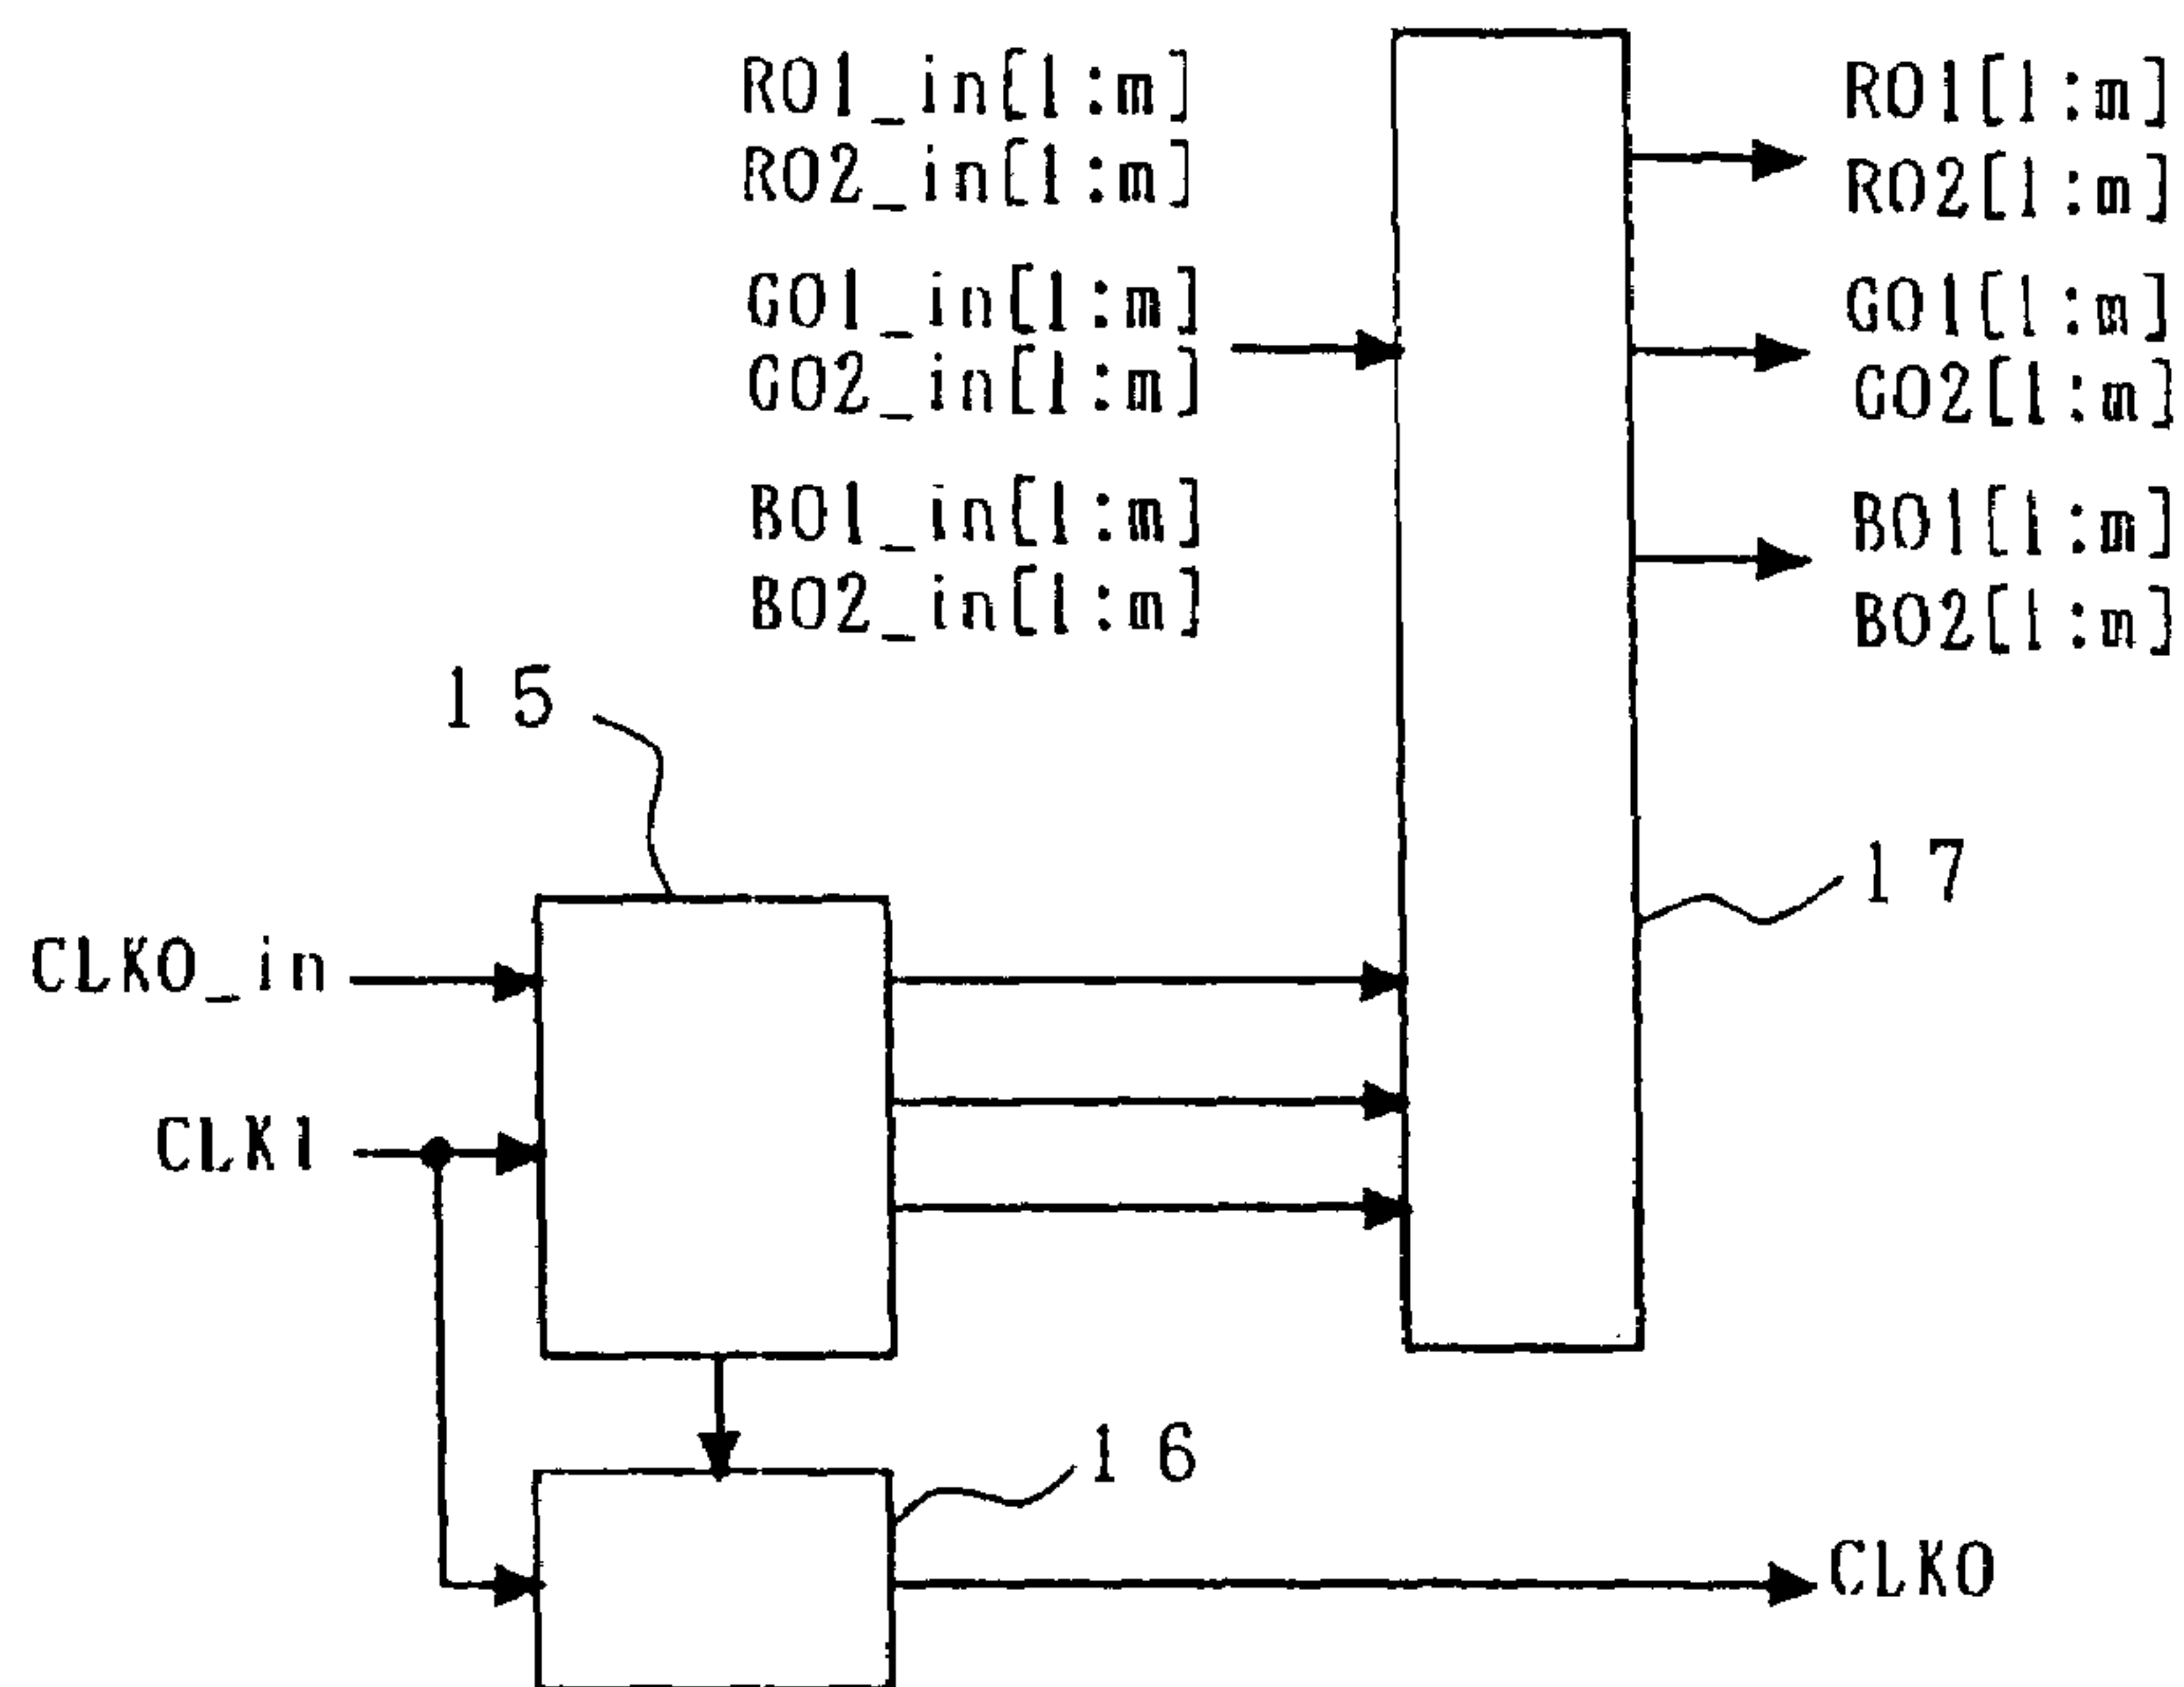 RO1_in[1:m]
RO2_in[1:m]
GO1_in[1:m]
GO2_in[1:m]
BO1_in[1:m]
BO2_in[1:m]
RO1[1:m]
RO2[1:m]
GO1[1:m]
GO2[1:m]
BO1[1:m]
BO2[1:m]
15
17
CLKO_in
CLK1
16
CLKO